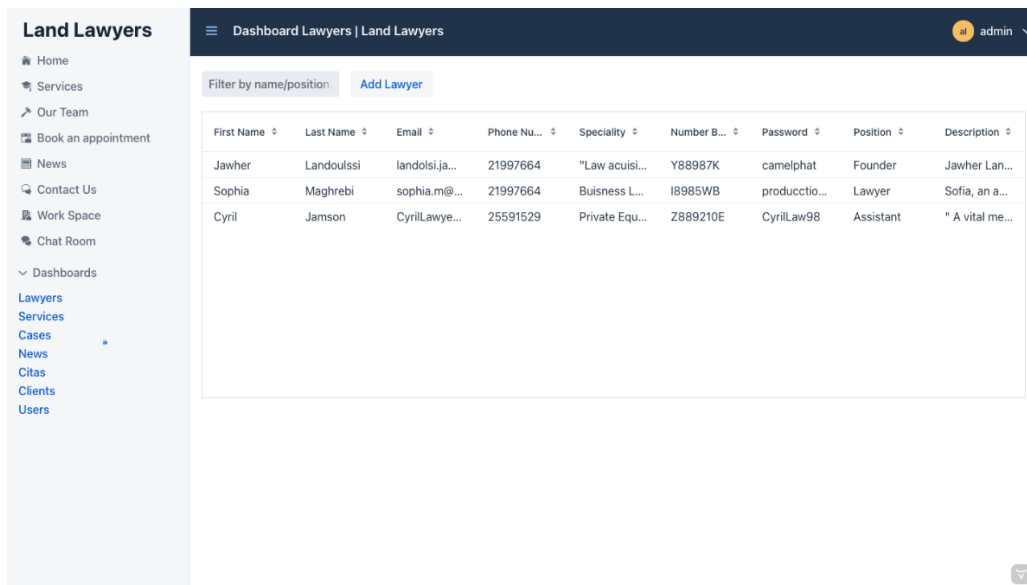 Land Lawyers
Home
Services
Our Team
Book an appointment
News
Contact Us
Work Space
Chat Room
Dashboards
Lawyers
Services
Cases
News
Citas
Clients
Users
Dashboard Lawyers | Land Lawyers
al admin
Filter by name/position.
Add Lawyer
First Name Last Name Email Phone Nu... Speciality Number B... Password Position Description
Jawher Landoulssi landolsi.ja... 21997664 "Law acuisi... Y88987K camelphat Founder Jawher Lan...
Sophia Maghrebi sophia.m@... 21997664 Buisness L... I8985WB producctio... Lawyer Sofia, an a...
Cyril Jamson CyrilLawye... 25591529 Private Equ... Z889210E CyrilLaw98 Assistant " A vital me...